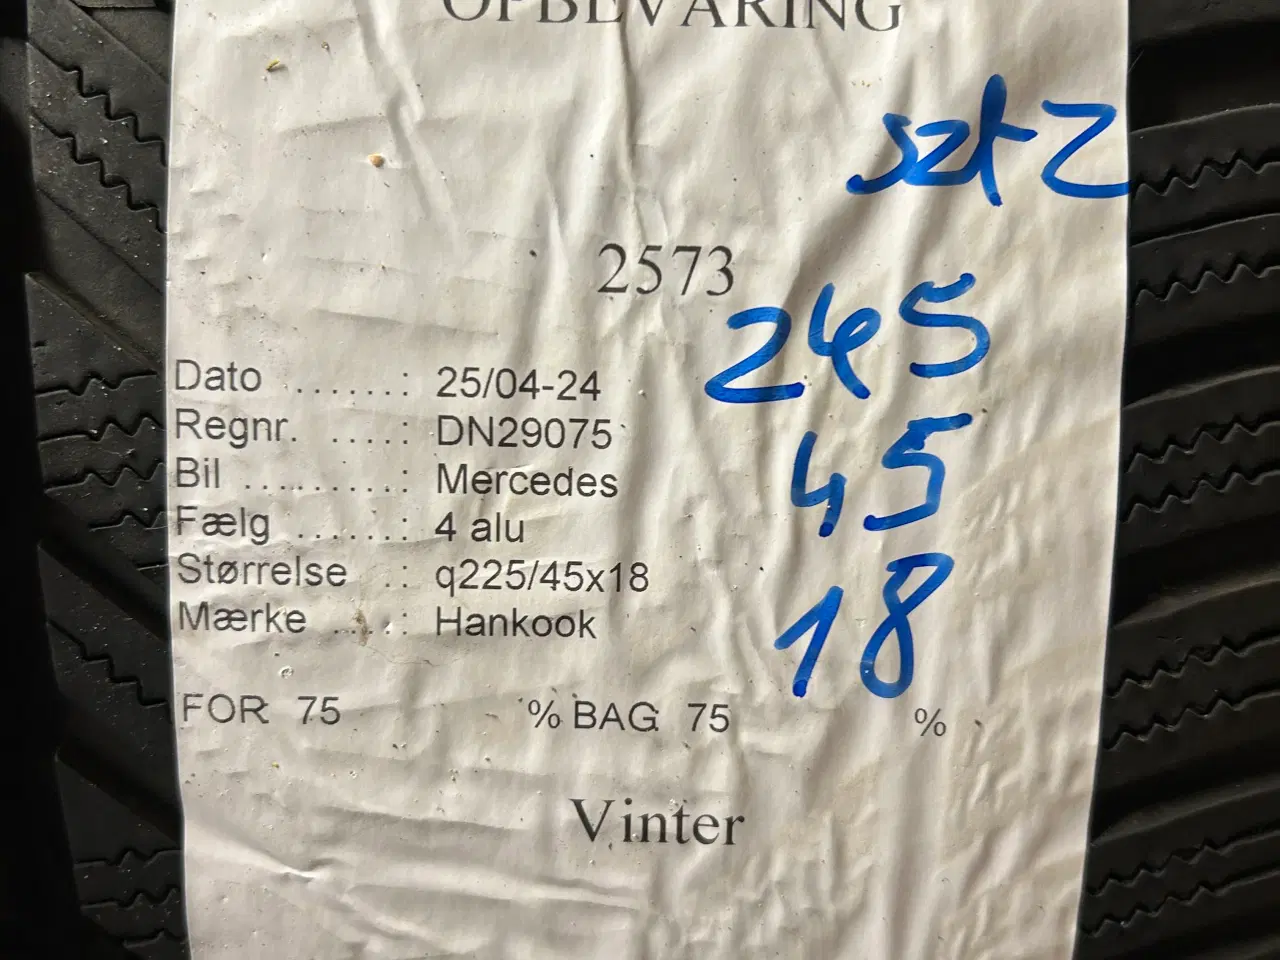 OPBEVARING
szt 2
2573
245
Dato .......: 25/04-24
Regnr. ....: DN29075
45
Bil ..........: Mercedes
Fælg .......: 4 alu
18
Størrelse .: q225/45x18
Mærke ....: Hankook
FOR 75 % BAG 75 %
Vinter